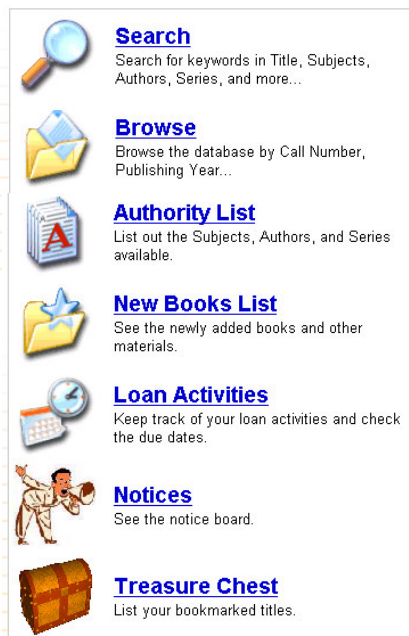 Search
Search for keywords in Title, Subjects,
Authors, Series, and more...
Browse
Browse the database by Call Number,
Publishing Year...
A
Authority List
List out the Subjects, Authors, and Series
available.
New Books List
See the newly added books and other
materials.
Loan Activities
Keep track of your loan activities and check
the due dates.
Notices
See the notice board.
Treasure Chest
List your bookmarked titles.